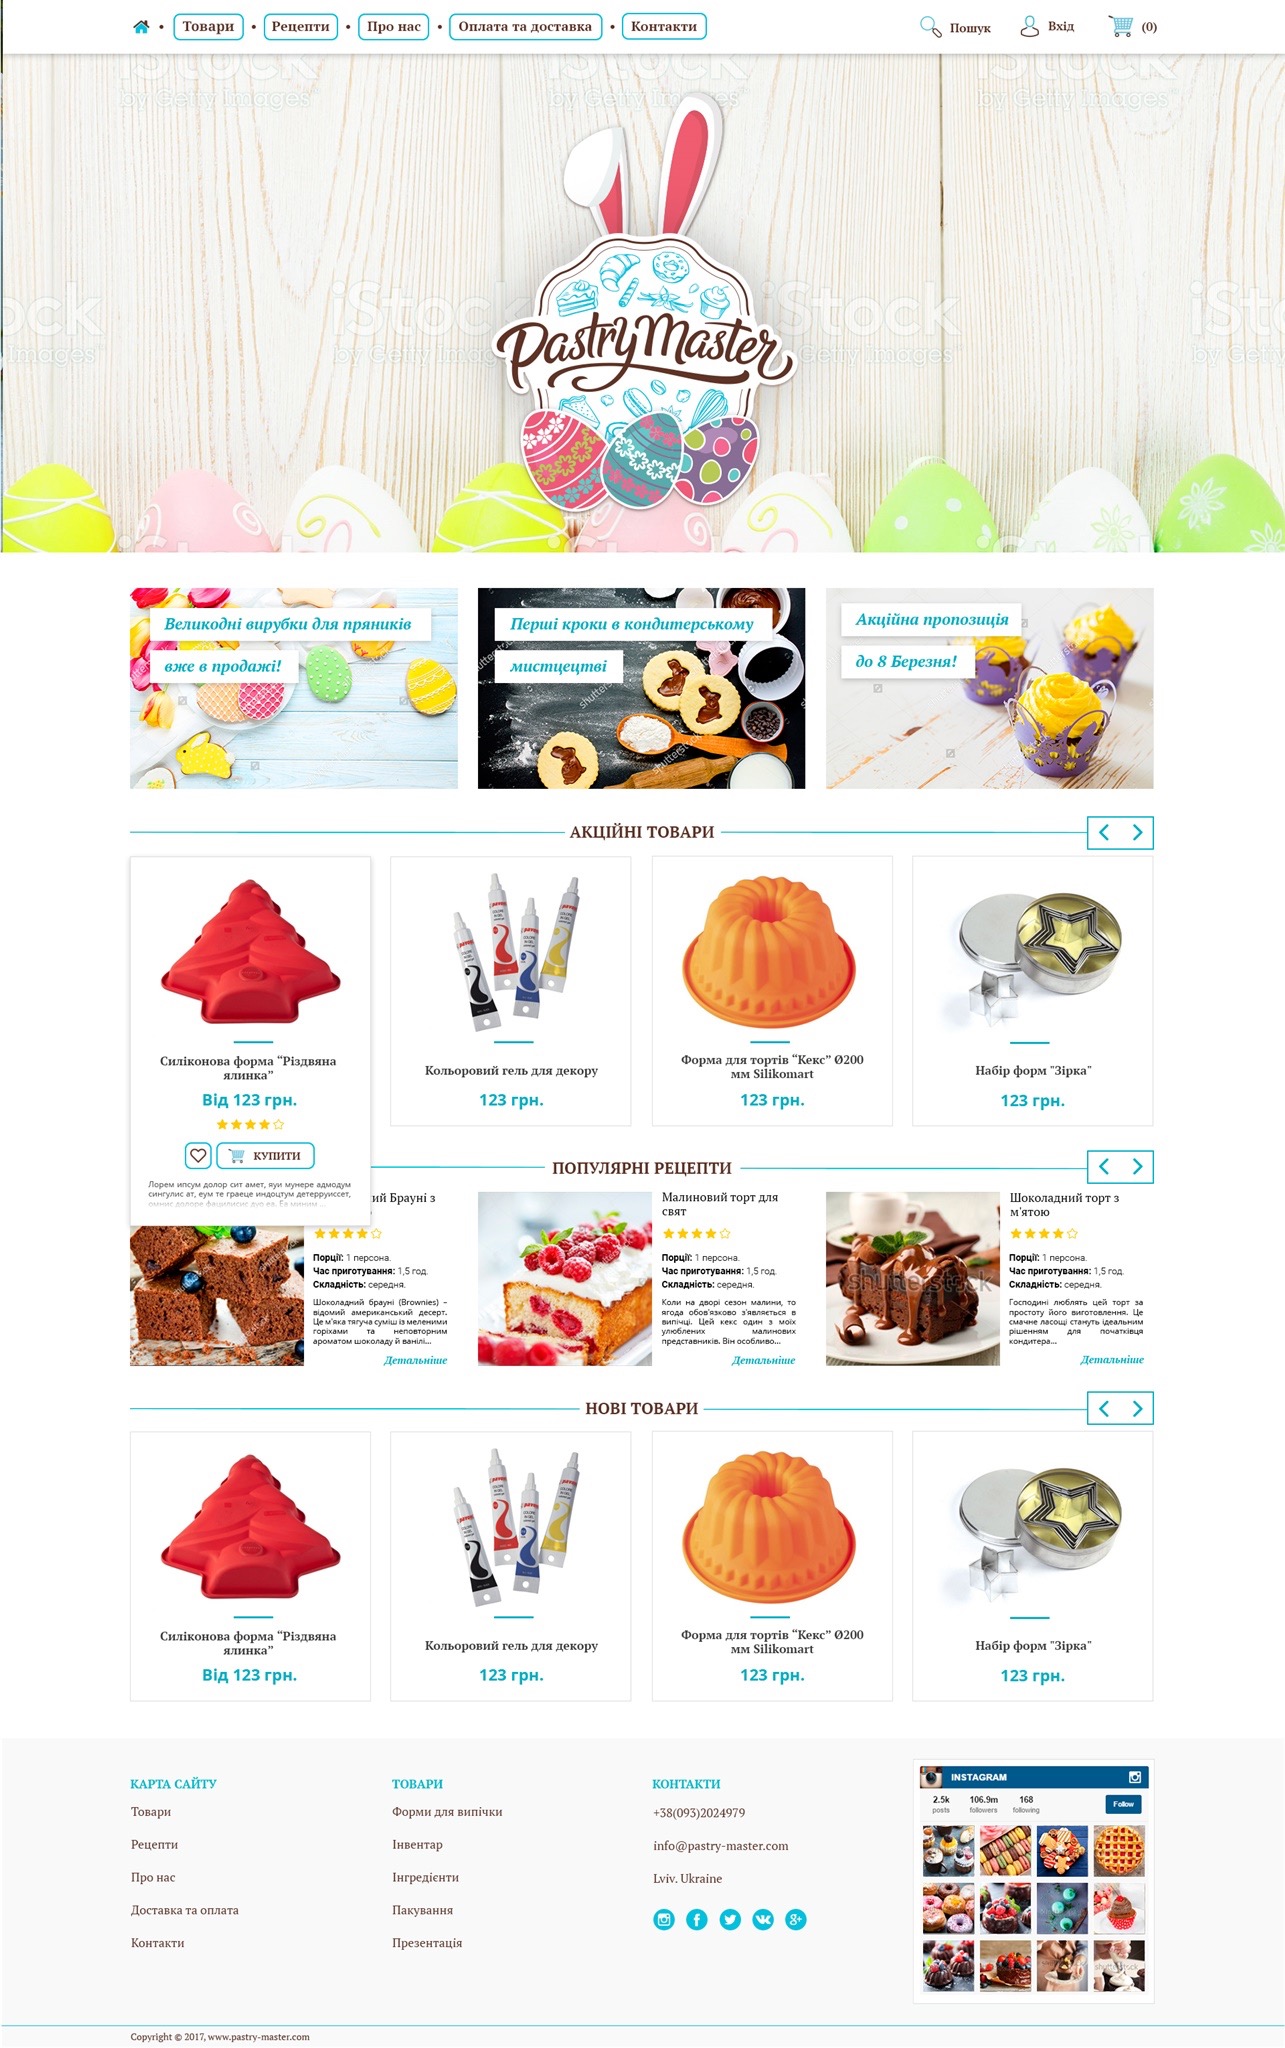 Товари
Рецепти
Про нас
Оплата та доставка
Контакти
Пошук
Вхід
(0)
iStock
by Getty Images
PastryMaster
Великодні вирубки для пряників
вже в продажі!
Перші кроки в кондитерському
мистцецтві
Акційна пропозиція
до 8 Березня!
АКЦІЙНІ ТОВАРИ
Силіконова форма “Різдвяна
ялинка”
Від 123 грн.
КУПИТИ
Лорем ипсум долор сит амет, яуи мунере адмодум
сингулис ат, еум те граеце индоцтум детерруиссет,
омниc долоре фацилисис дуо еа. Еа миним ...
Кольоровий гель для декору
123 грн.
Форма для тортів “Кекс” Ø200
мм Silikomart
123 грн.
Набір форм "Зірка"
123 грн.
ПОПУЛЯРНІ РЕЦЕПТИ
ий Брауні з
Порції: 1 персона.
Час приготування: 1,5 год.
Складність: середня.
Шоколадний брауні (Brownies) –
відомий американський десерт.
Це м'яка тягуча суміш із меленими
горіхами та неповторним
ароматом шоколаду й ванілі...
Детальніше
Малиновий торт для
свят
Порції: 1 персона.
Час приготування: 1,5 год.
Складність: середня.
Коли на дворі сезон малини, то
ягода обов'язково з'являється в
випічці. Цей кекс один з моїх
улюблених малинових
представників. Він особливо...
Детальніше
Шоколадний торт з
м'ятою
Порції: 1 персона.
Час приготування: 1,5 год.
Складність: середня.
Господині люблять цей торт за
простоту його виготовлення. Це
смачне ласощі стануть ідеальним
рішенням для початківця
кондитера...
Детальніше
shutterstock
НОВІ ТОВАРИ
Силіконова форма “Різдвяна
ялинка”
Від 123 грн.
Кольоровий гель для декору
123 грн.
Форма для тортів “Кекс” Ø200
мм Silikomart
123 грн.
Набір форм "Зірка"
123 грн.
КАРТА САЙТУ
Товари
Рецепти
Про нас
Доставка та оплата
Контакти
ТОВАРИ
Форми для випічки
Інвентар
Інгредієнти
Пакування
Презентація
КОНТАКТИ
+38(093)2024979
info@pastry-master.com
Lviv. Ukraine
INSTAGRAM
2.5k
posts
106.9m
followers
168
following
Follow
Copyright © 2017, www.pastry-master.com